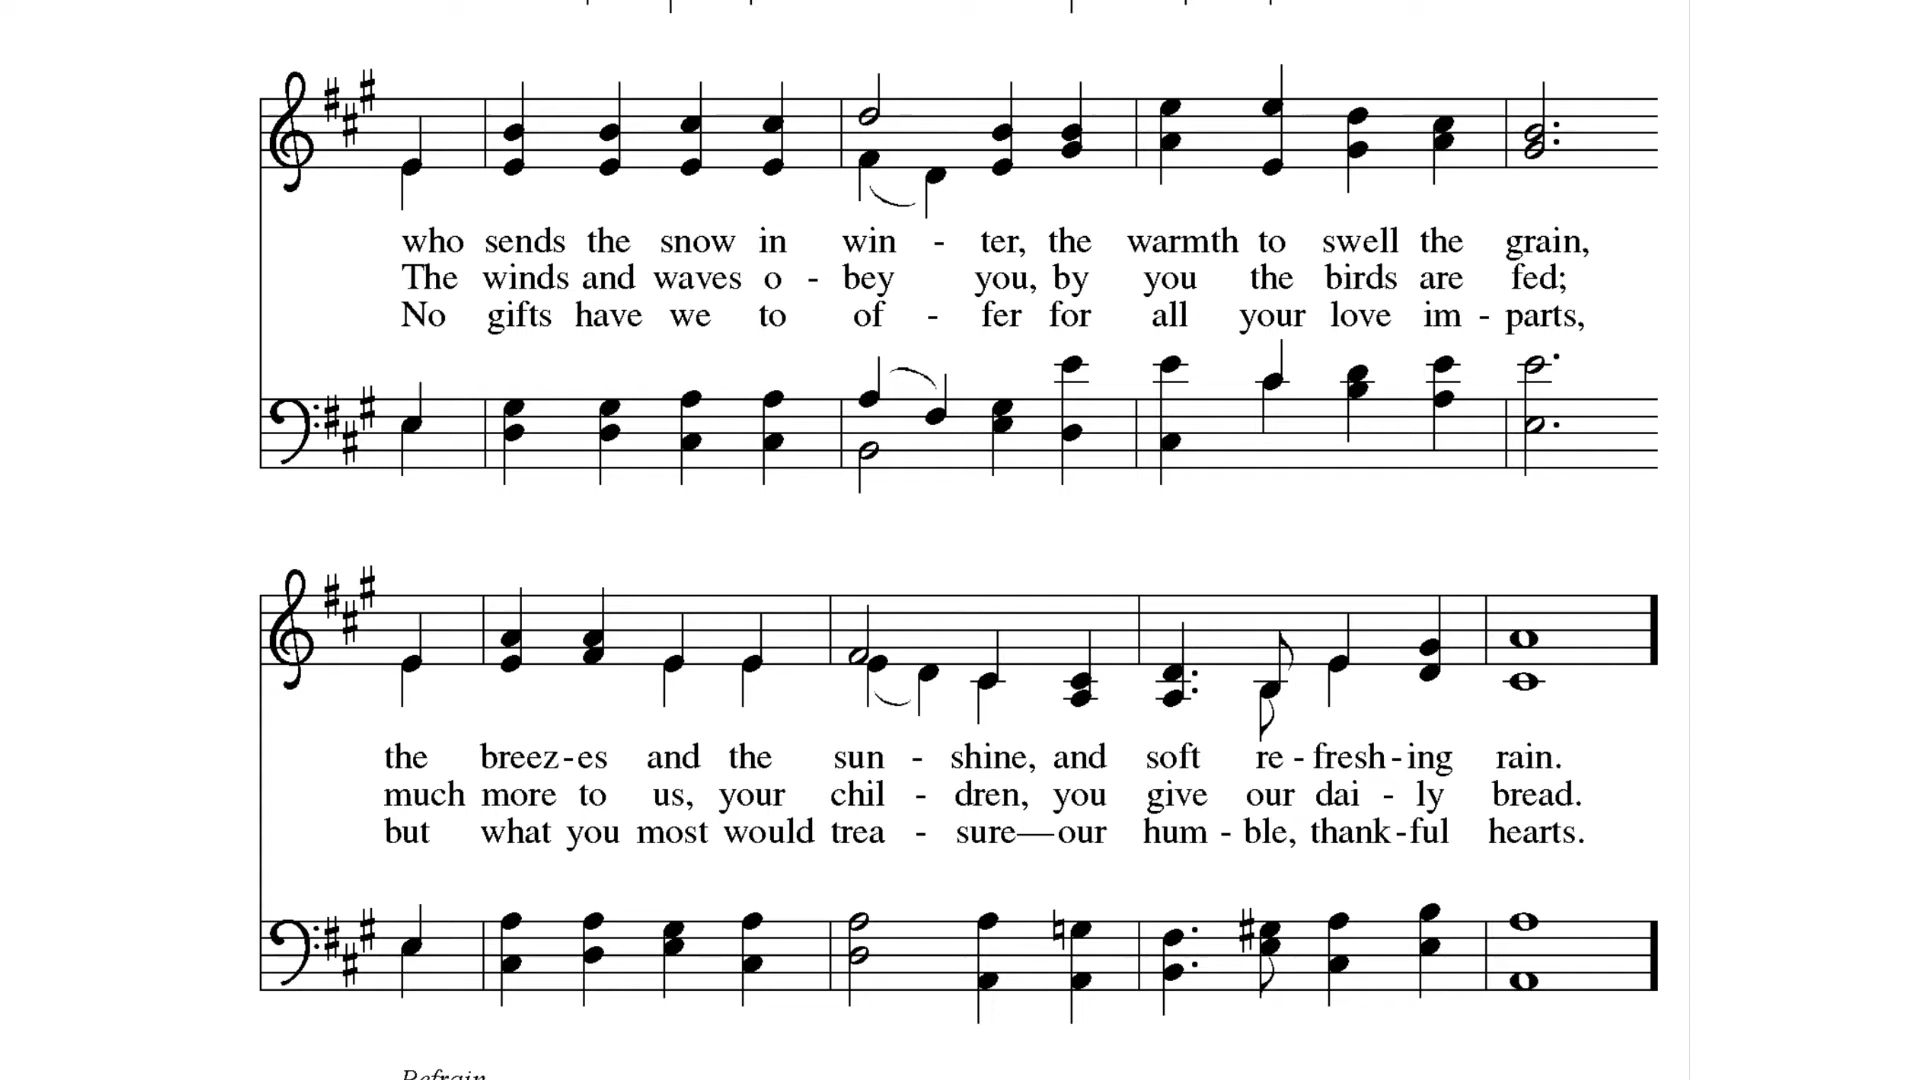 who sends the snow in win - ter, the warmth to swell the grain,
The winds and waves o - bey you, by you the birds are fed;
No gifts have we to of - fer for all your love im - parts,
the breez - es and the sun - shine, and soft re - fresh - ing rain.
much more to us, your chil - dren, you give our dai - ly bread.
but what you most would trea - sure—our hum - ble, thank - ful hearts.
Refrain